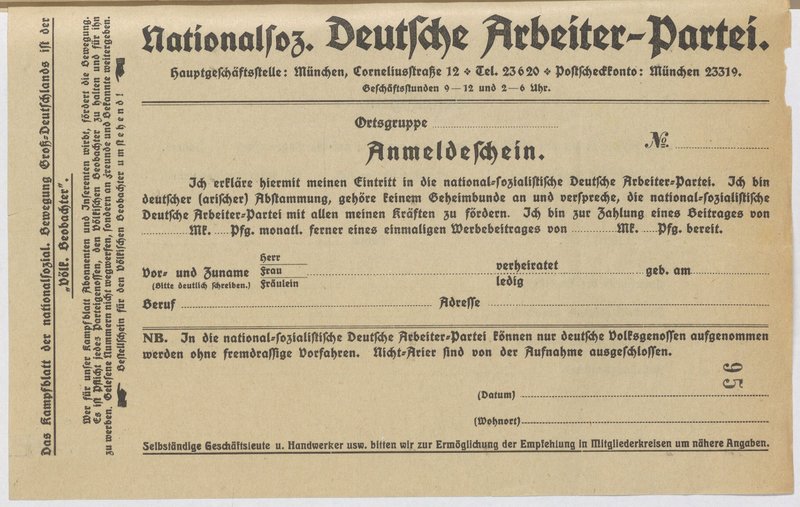 Nationalsoz. Deutsche Arbeiter-Partei.
Hauptgeschäftsstelle: München, Corneliusstraße 12 ❖ Tel. 23620 ❖ Postscheckkonto: München 23319.
Geschäftsstunden 9—12 und 2—6 Uhr.
Ortsgruppe
№
Anmeldeschein.
Ich erkläre hiermit meinen Eintritt in die national-sozialistische Deutsche Arbeiter-Partei. Ich bin
deutscher (arischer) Abstammung, gehöre keinem Geheimbunde an und verspreche, die national-sozialistische
Deutsche Arbeiter-Partei mit allen meinen Kräften zu fördern. Ich bin zur Zahlung eines Beitrages von
Mk. Pfg. monatl. ferner eines einmaligen Werbebeitrages von Mk. Pfg. bereit.
Herr
Vor- und Zuname Frau verheiratet geb. am
(Bitte deutlich schreiben.) Fräulein ledig
Beruf Adresse
NB. In die national-sozialistische Deutsche Arbeiter-Partei können nur deutsche Volksgenossen aufgenommen
werden ohne fremdrassige Vorfahren. Nicht-Arier sind von der Aufnahme ausgeschlossen.
95
(Datum)
(Wohnort)
Selbständige Geschäftsleute u. Handwerker usw. bitten wir zur Ermöglichung der Empfehlung in Mitgliederkreisen um nähere Angaben.
Das Kampfblatt der nationalsozial. Bewegung Groß-Deutschlands ist der
„Völk. Beobachter".
Wer für unser Kampfblatt Abonnenten und Inserenten wirbt, fördert die Bewegung.
Es ist Pflicht jedes Parteigenossen, den Völkischen Beobachter zu halten und für ihn
zu werben. Gelesene Nummern nicht wegwerfen, sondern an Freunde und Bekannte weitergeben.
Bestellschein für den Völkischen Beobachter umstehend!